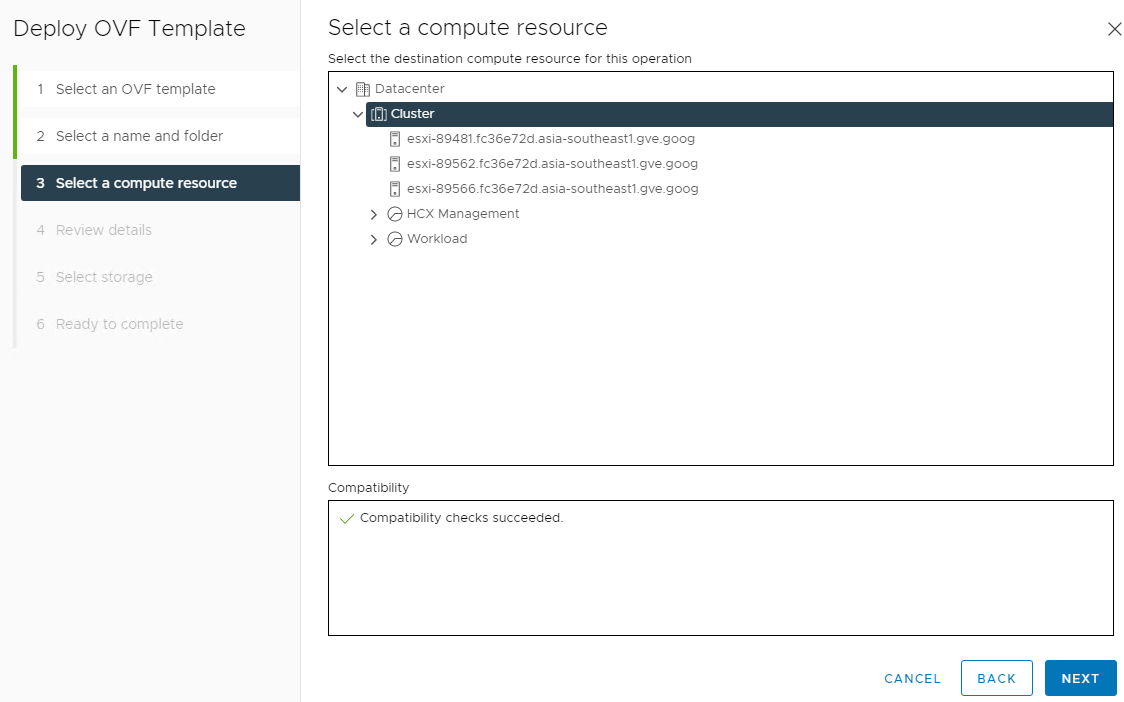 Deploy OVF Template
1 Select an OVF template
2 Select a name and folder
3 Select a compute resource
4 Review details
5 Select storage
6 Ready to complete
Select a compute resource
Select the destination compute resource for this operation
Datacenter
Cluster
esxi-89481.fc36e72d.asia-southeast1.gve.goog
esxi-89562.fc36e72d.asia-southeast1.gve.goog
esxi-89566.fc36e72d.asia-southeast1.gve.goog
HCX Management
Workload
Compatibility
Compatibility checks succeeded.
CANCEL BACK NEXT